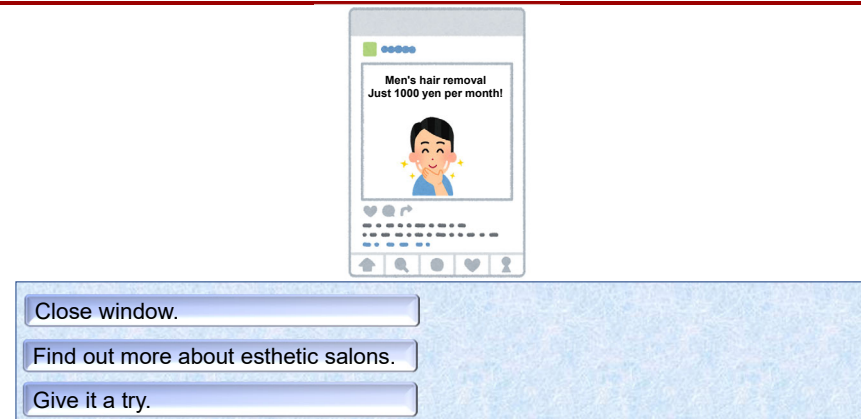 Men's hair removal
Just 1000 yen per month!
Close window.
Find out more about esthetic salons.
Give it a try.